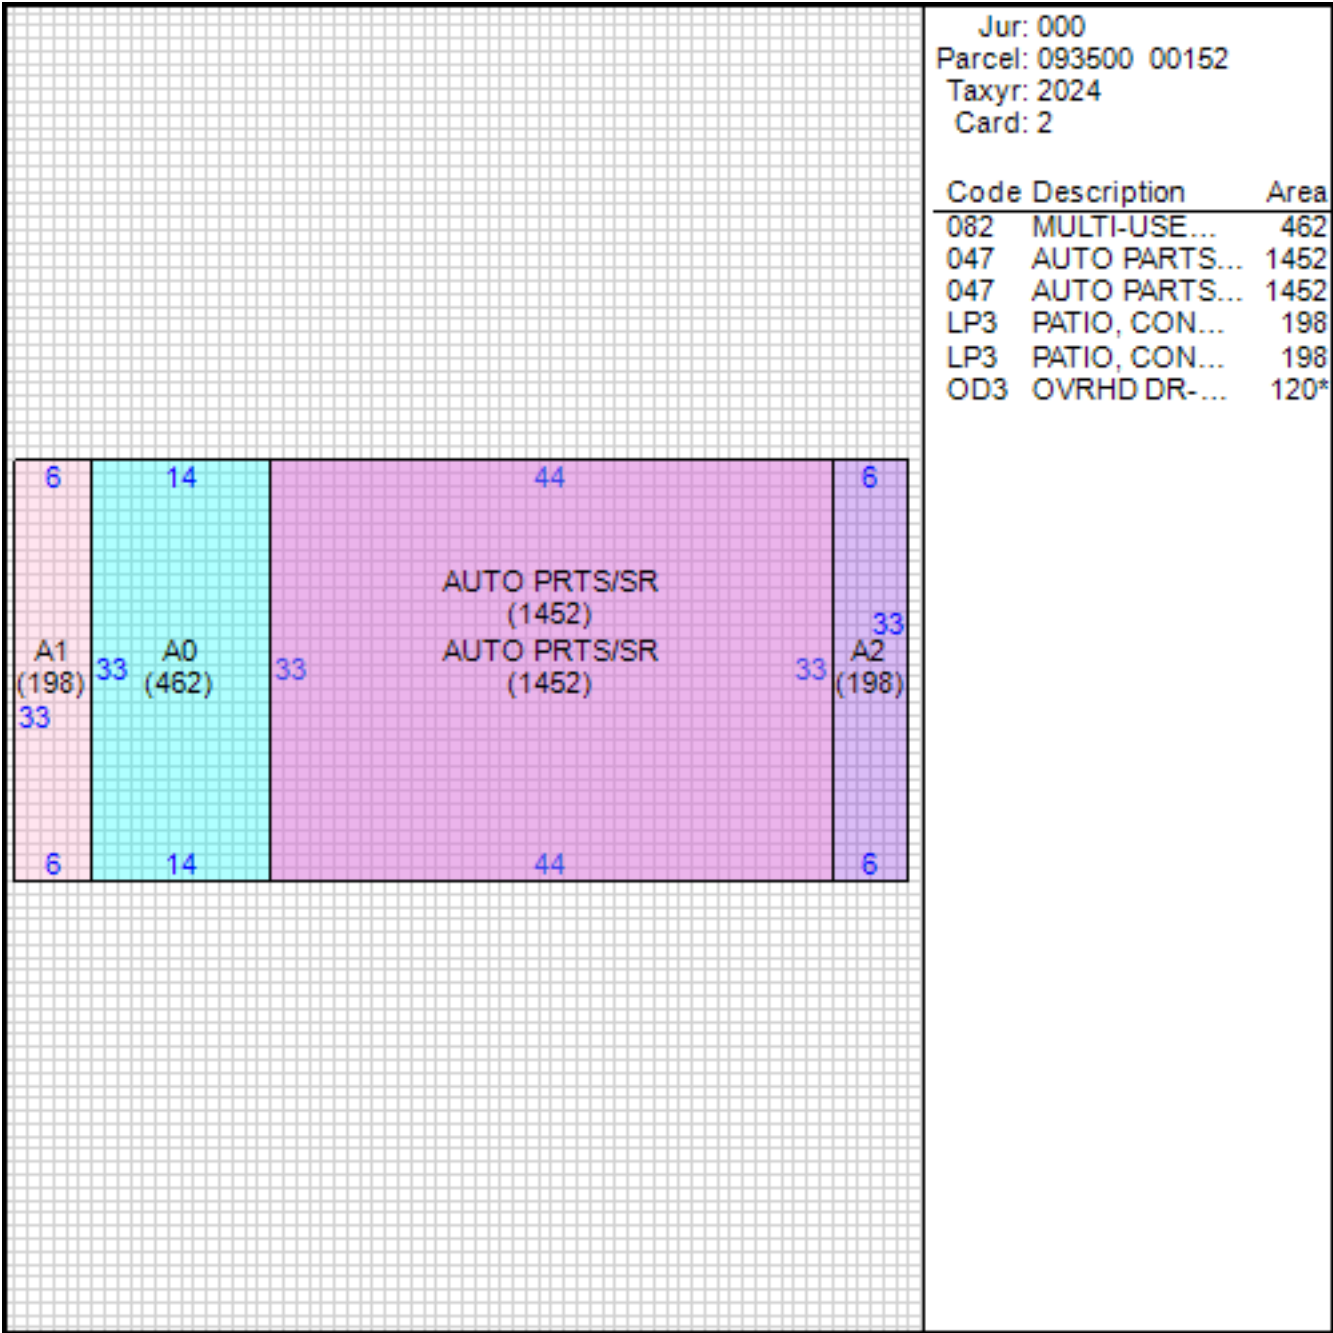 Jur: 000
Parcel: 093500 00152
Taxyr: 2024
Card: 2
Code Description Area
082 MULTI-USE... 462
047 AUTO PARTS... 1452
047 AUTO PARTS... 1452
LP3 PATIO, CON... 198
LP3 PATIO, CON... 198
OD3 OVRHD DR-... 120*
6 14 44 6
AUTO PRTS/SR
(1452)
33
A1 A0 AUTO PRTS/SR A2
33 33 33
(198) (462) (1452) (198)
33
6 14 44 6